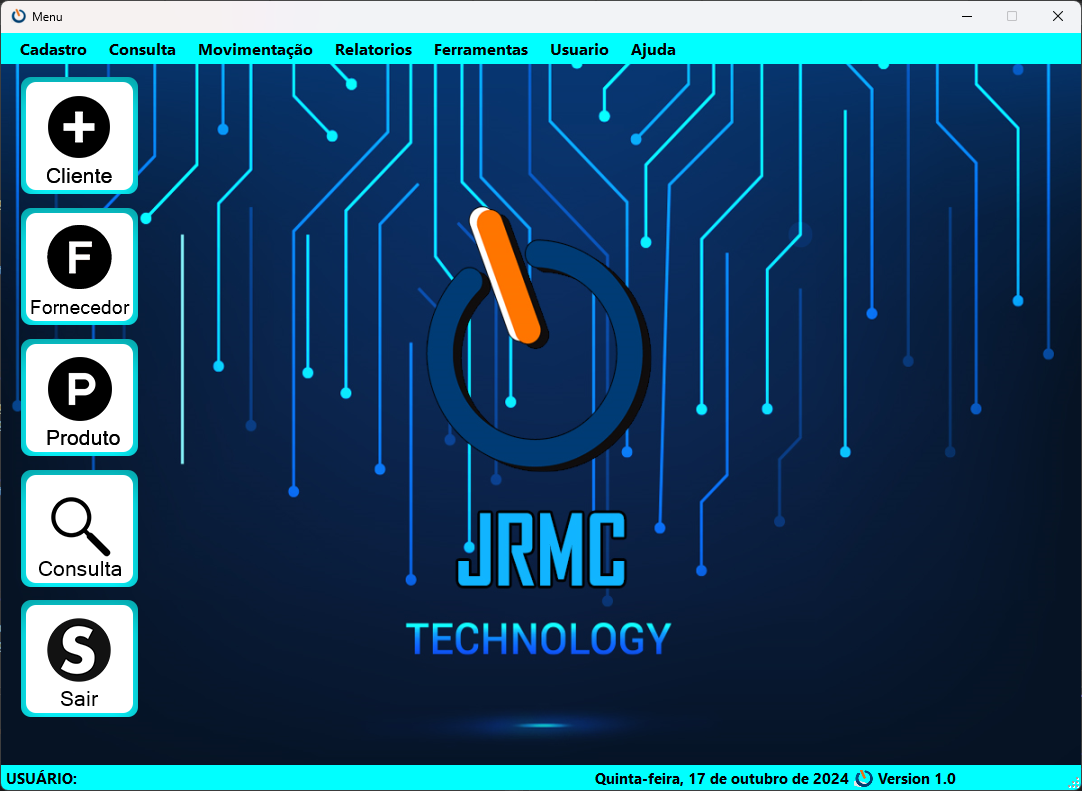 Menu
Cadastro Consulta Movimentação Relatorios Ferramentas Usuario Ajuda
Cliente
F
Fornecedor
P
Produto
Consulta
S
Sair
JRMC
TECHNOLOGY
USUÁRIO: Quinta-feira, 17 de outubro de 2024 Version 1.0